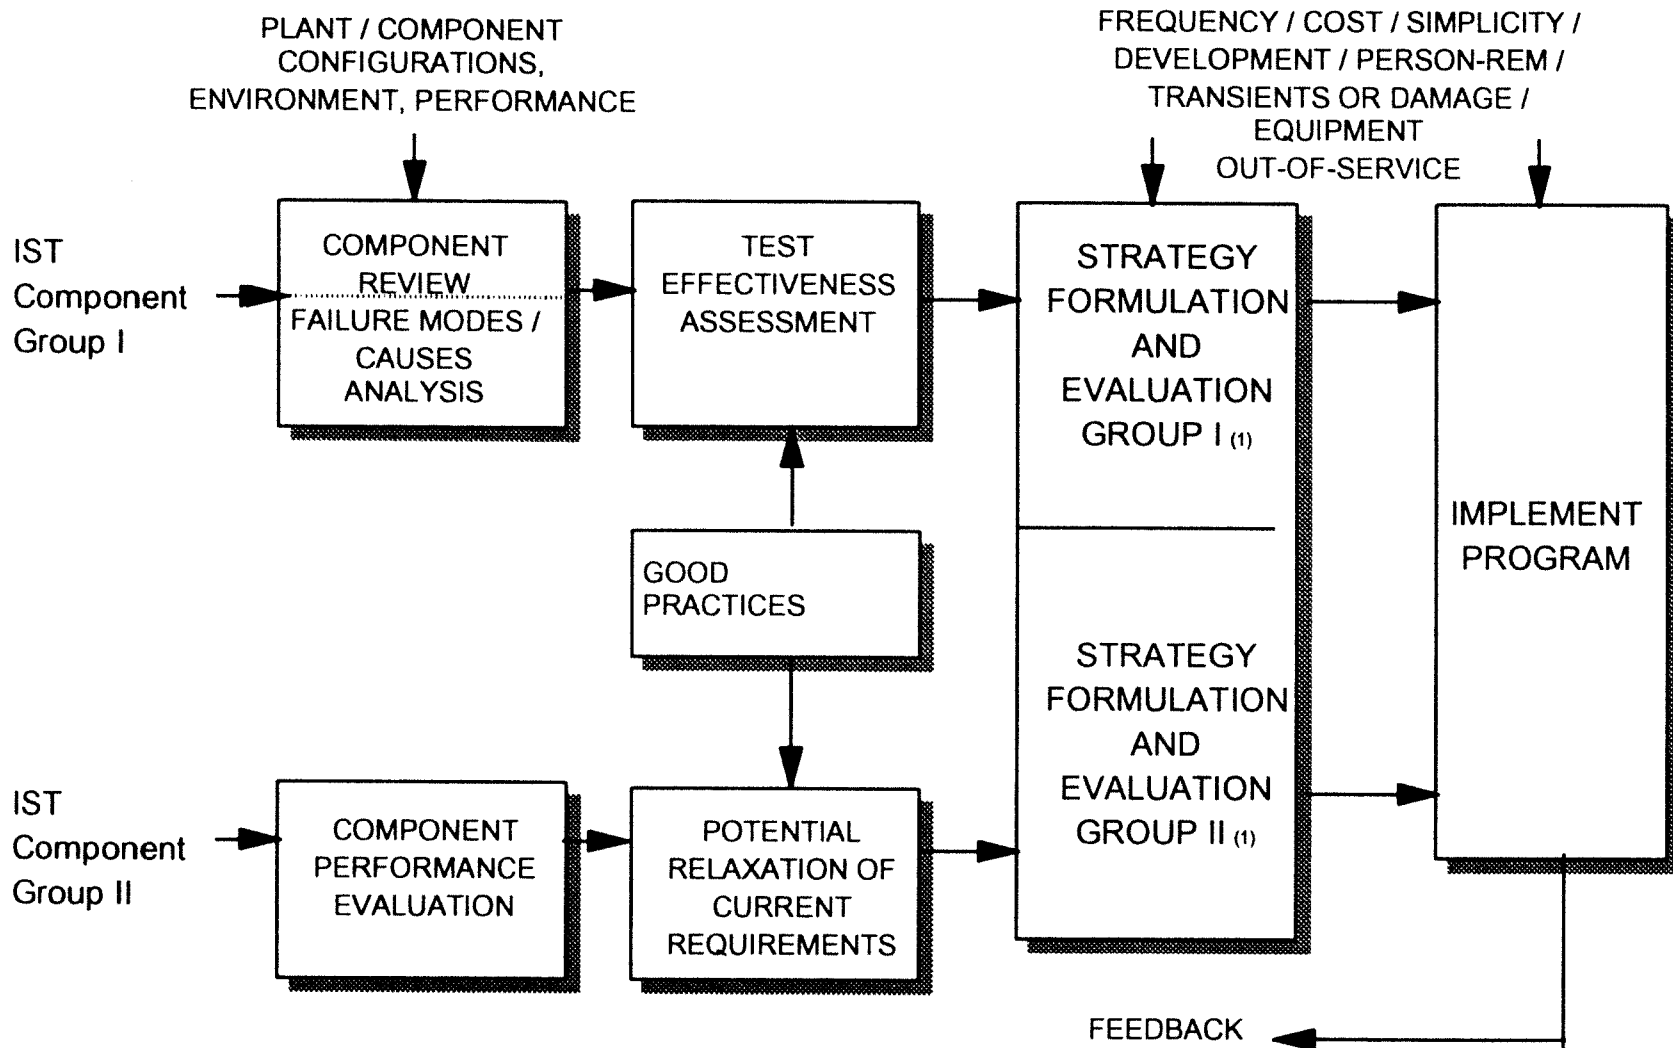 PLANT / COMPONENT
CONFIGURATIONS,
ENVIRONMENT, PERFORMANCE
FREQUENCY / COST / SIMPLICITY /
DEVELOPMENT / PERSON-REM /
TRANSIENTS OR DAMAGE /
EQUIPMENT
OUT-OF-SERVICE
IST
Component
Group I
COMPONENT
REVIEW
FAILURE MODES /
CAUSES
ANALYSIS
TEST
EFFECTIVENESS
ASSESSMENT
STRATEGY
FORMULATION
AND
EVALUATION
GROUP I (1)
IMPLEMENT
PROGRAM
GOOD
PRACTICES
IST
Component
Group II
COMPONENT
PERFORMANCE
EVALUATION
POTENTIAL
RELAXATION OF
CURRENT
REQUIREMENTS
STRATEGY
FORMULATION
AND
EVALUATION
GROUP II (1)
FEEDBACK